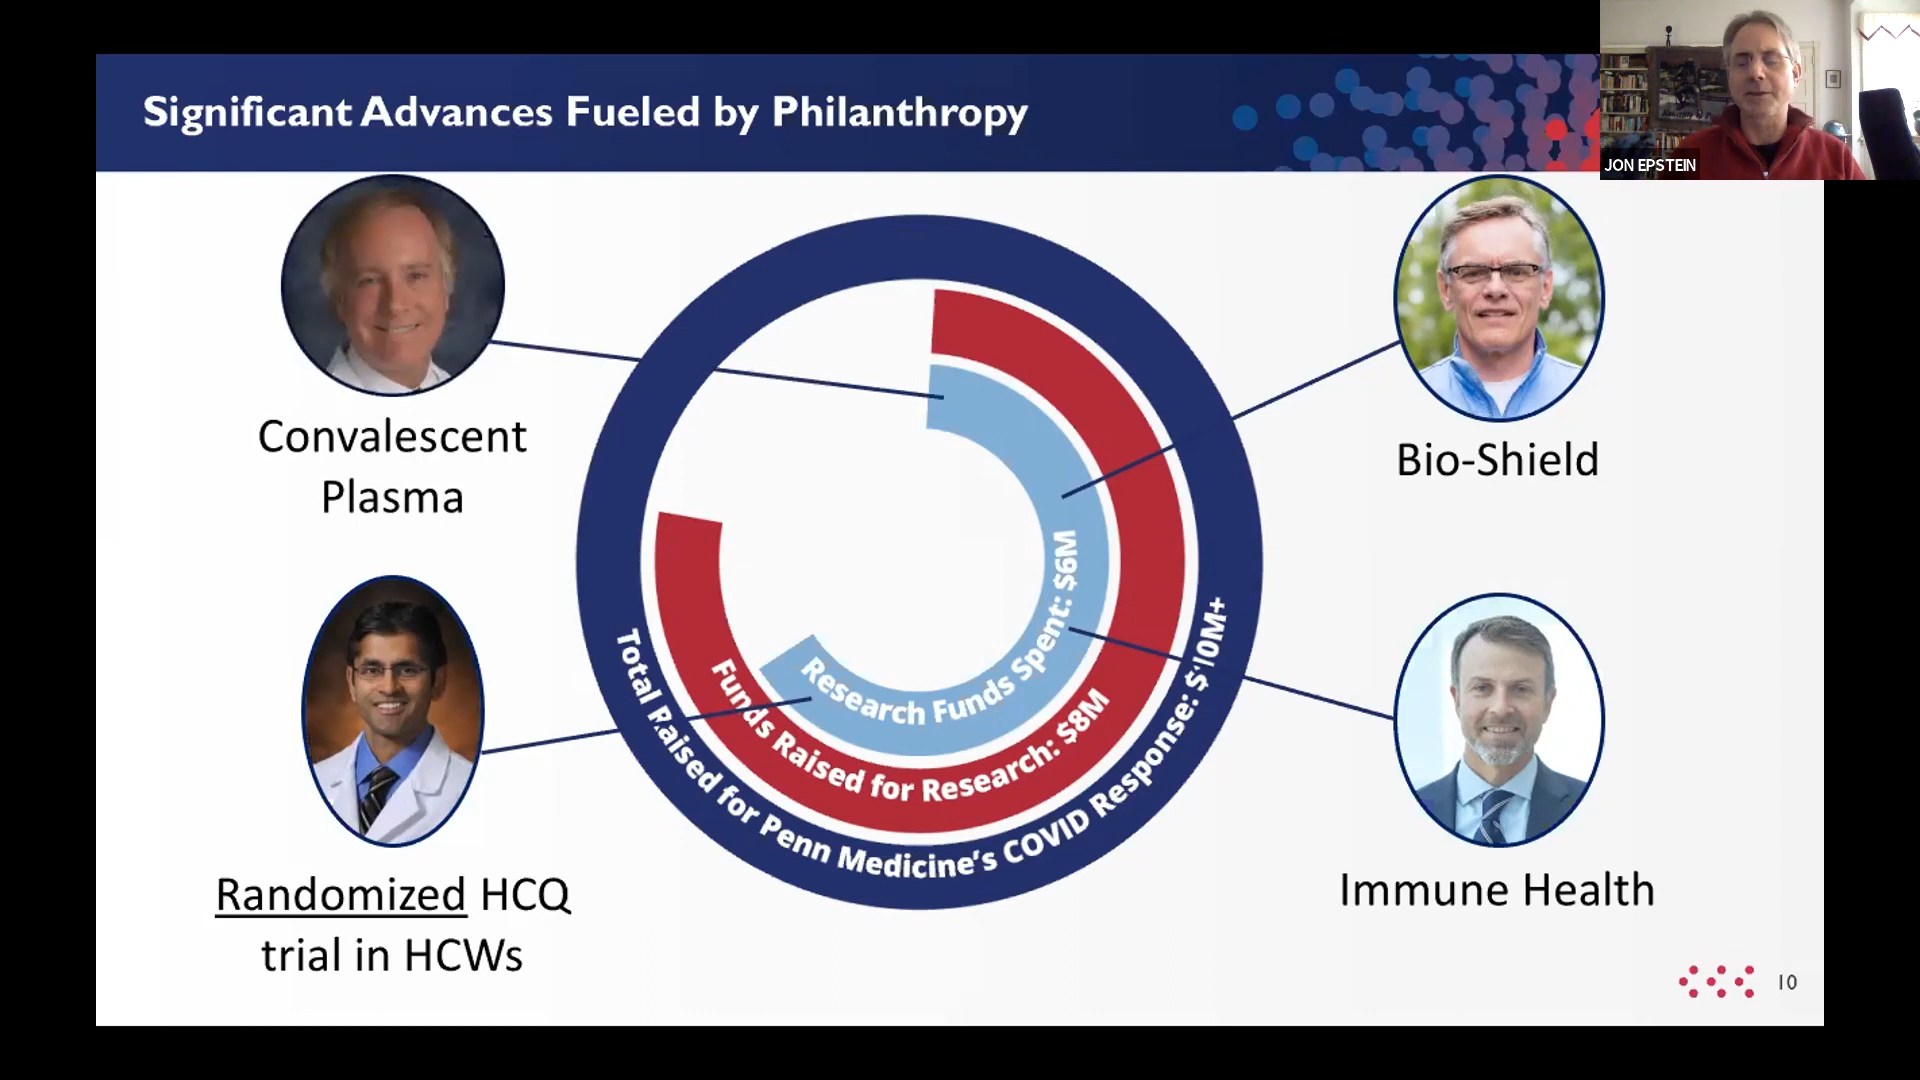 Significant Advances Fueled by Philanthropy
JON EPSTEIN
Convalescent
Plasma
Bio-Shield
Research Funds Spent: $6M
Funds Raised for Research: $8M
Total Raised for Penn Medicine’s COVID Response: $10M+
Randomized HCQ
trial in HCWs
Immune Health
10